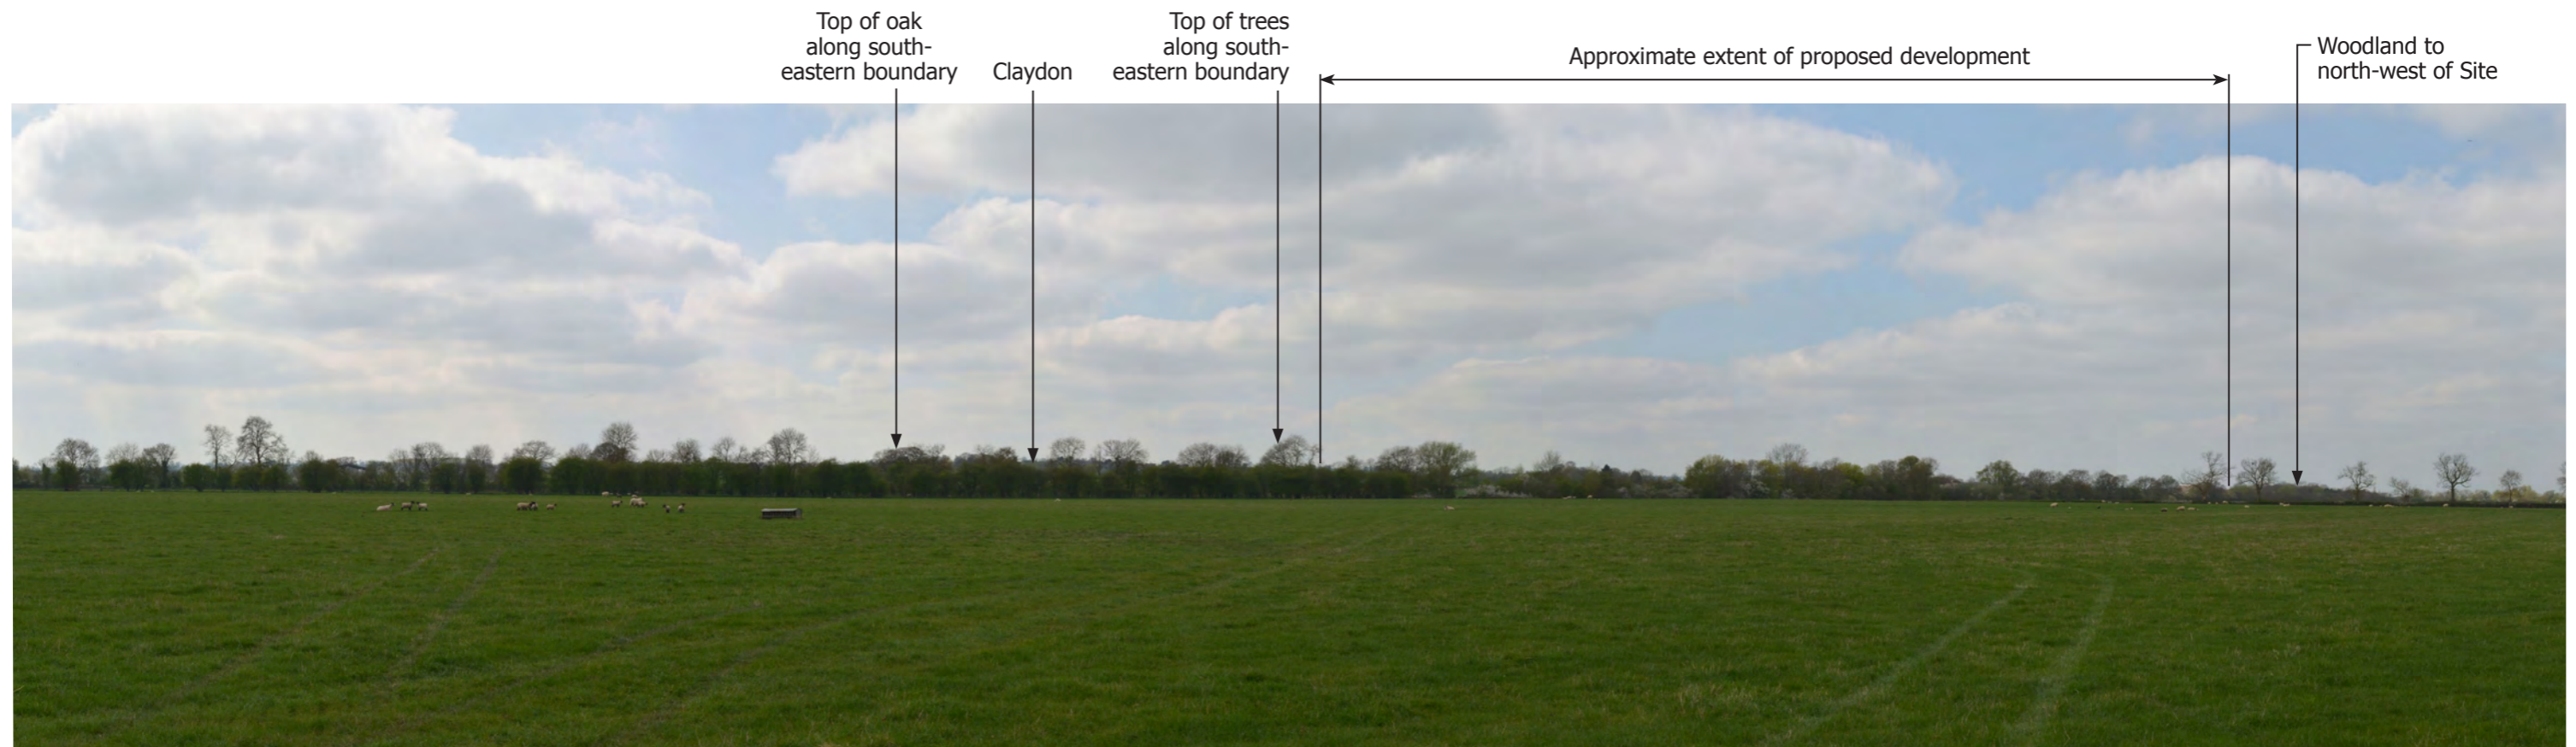 Top of oak
along south-
eastern boundary
Claydon
Top of trees
along south-
eastern boundary
Approximate extent of proposed development
Woodland to
north-west of Site